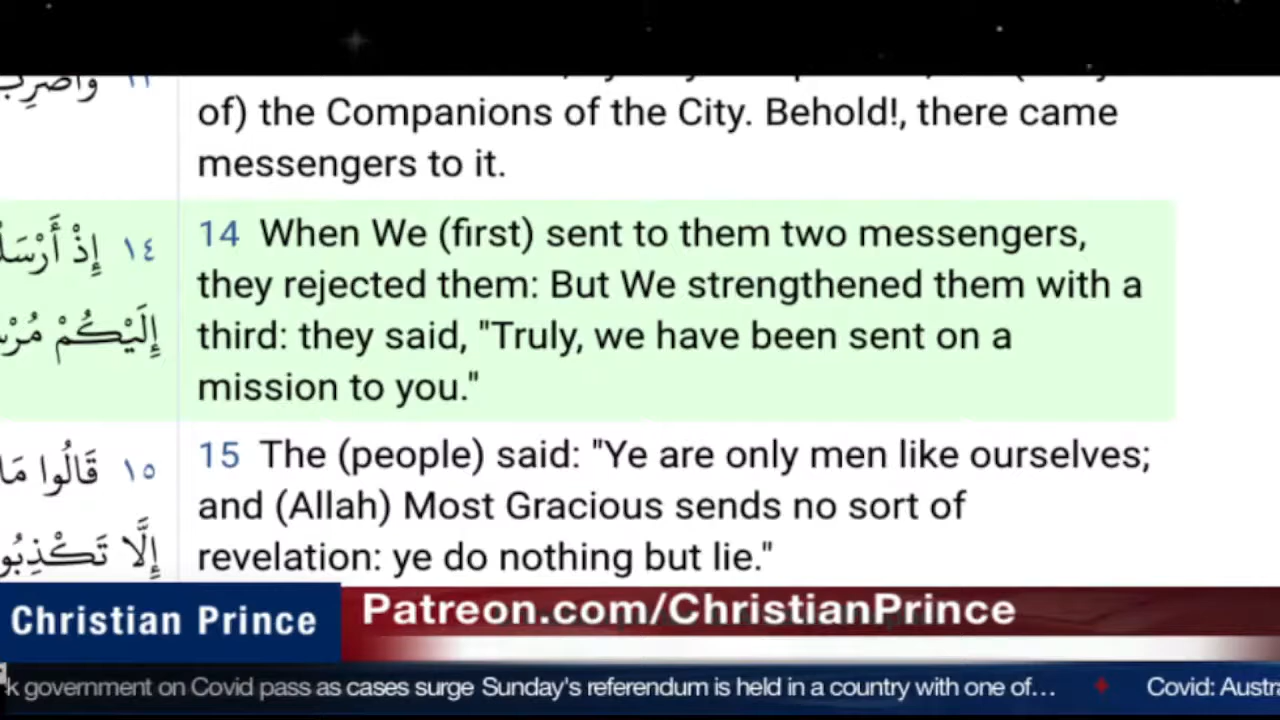 of) the Companions of the City. Behold!, there came
messengers to it.
١٤ إِذْ
14 When We (first) sent to them two messengers,
they rejected them: But We strengthened them with a
إِلَيْكُمْ
third: they said, "Truly, we have been sent on a
mission to you."
١٥ قَالُوا مَا
15 The (people) said: "Ye are only men like ourselves;
and (Allah) Most Gracious sends no sort of
إِلَّا
revelation: ye do nothing but lie."
Christian Prince
Patreon.com/ChristianPrince
k government on Covid pass as cases surge Sunday's referendum is held in a country with one of... Covid: Austra